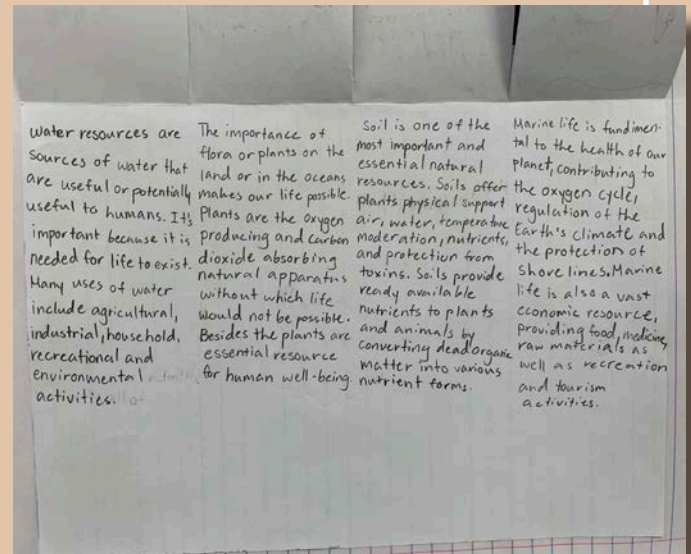 water resources are
sources of water that
are useful or potentially
useful to humans. It's
important because it is
needed for life to exist.
Many uses of water
include agricultural,
industrial, household,
recreational and
environmental
activities.
The importance of
flora or plants on the
land or in the oceans
makes our life possible.
Plants are the oxygen
producing and carbon
dioxide absorbing
natural apparatus
without which life
would not be possible.
Besides the plants are
essential resource
for human well-being.
Soil is one of the
most important and
essential natural
resources. Soils offer
plants physical support
air, water, temperature
moderation, nutrients,
and protection from
toxins. Soils provide
ready available
nutrients to plants
and animals by
converting dead organic
matter into various
nutrient forms.
Marine life is fundimen-
tal to the health of our
planet, contributing to
the oxygen cycle,
regulation of the
Earth's climate and
the protection of
shore lines. Marine
life is also a vast
economic resource,
providing food, medicine,
raw materials as
well as recreation
and tourism
activities.